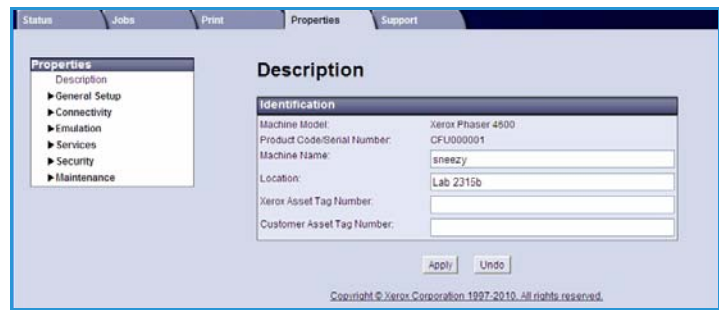 Status Jobs Print Properties Support
Properties
Description
General Setup
Connectivity
Emulation
Services
Security
Maintenance
Description
Identification
Machine Model: Xerox Phaser 4600
Product Code/Serial Number: CFU000001
Machine Name: sneezy
Location: Lab 2315b
Xerox Asset Tag Number:
Customer Asset Tag Number:
Apply Undo
Copyright © Xerox Corporation 1997-2010. All rights reserved.